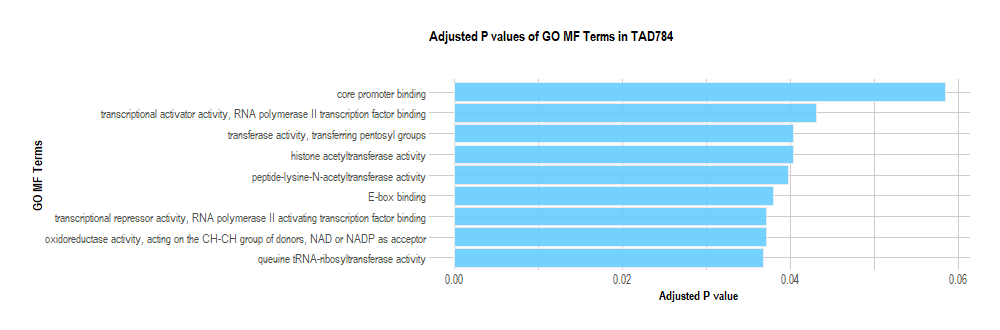 Adjusted P values of GO MF Terms in TAD784
GO MF Terms
core promoter binding
transcriptional activator activity, RNA polymerase II transcription factor binding
transferase activity, transferring pentosyl groups
histone acetyltransferase activity
peptide-lysine-N-acetyltransferase activity
E-box binding
transcriptional repressor activity, RNA polymerase II activating transcription factor binding
oxidoreductase activity, acting on the CH-CH group of donors, NAD or NADP as acceptor
queuine tRNA-ribosyltransferase activity
0.00 0.02 0.04 0.06
Adjusted P value